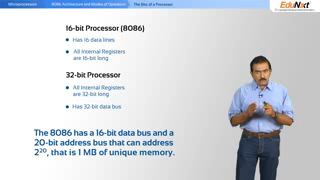 Microprocessors
8086 Architecture and Modes of Operation
The Bits of a Processor
EduNxt
16-bit Processor (8086)
Has 16 data lines
All Internal Registers
are 16-bit long
32-bit Processor
All Internal Registers
are 32-bit long
Has 32-bit data bus
The 8086 has a 16-bit data bus and a
20-bit address bus that can address
2²⁰, that is 1 MB of unique memory.